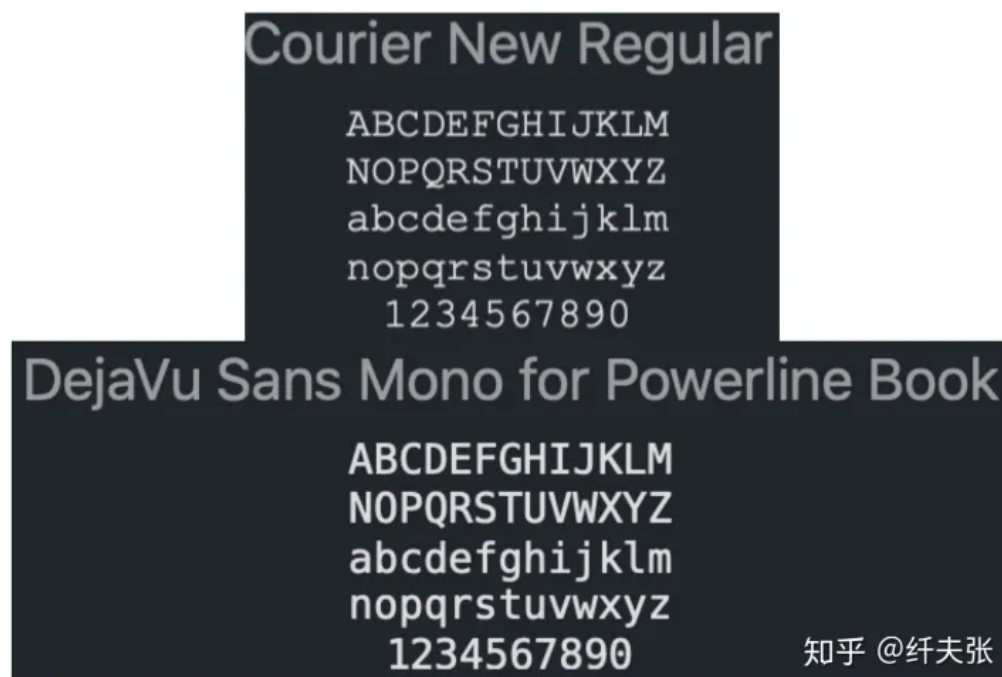 Courier New Regular
ABCDEFGHIJKLM
NOPQRSTUVWXYZ
abcdefghijklm
nopqrstuvwxyz
1234567890
DejaVu Sans Mono for Powerline Book
ABCDEFGHIJKLM
NOPQRSTUVWXYZ
abcdefghijklm
nopqrstuvwxyz
1234567890
知乎 @纤夫张